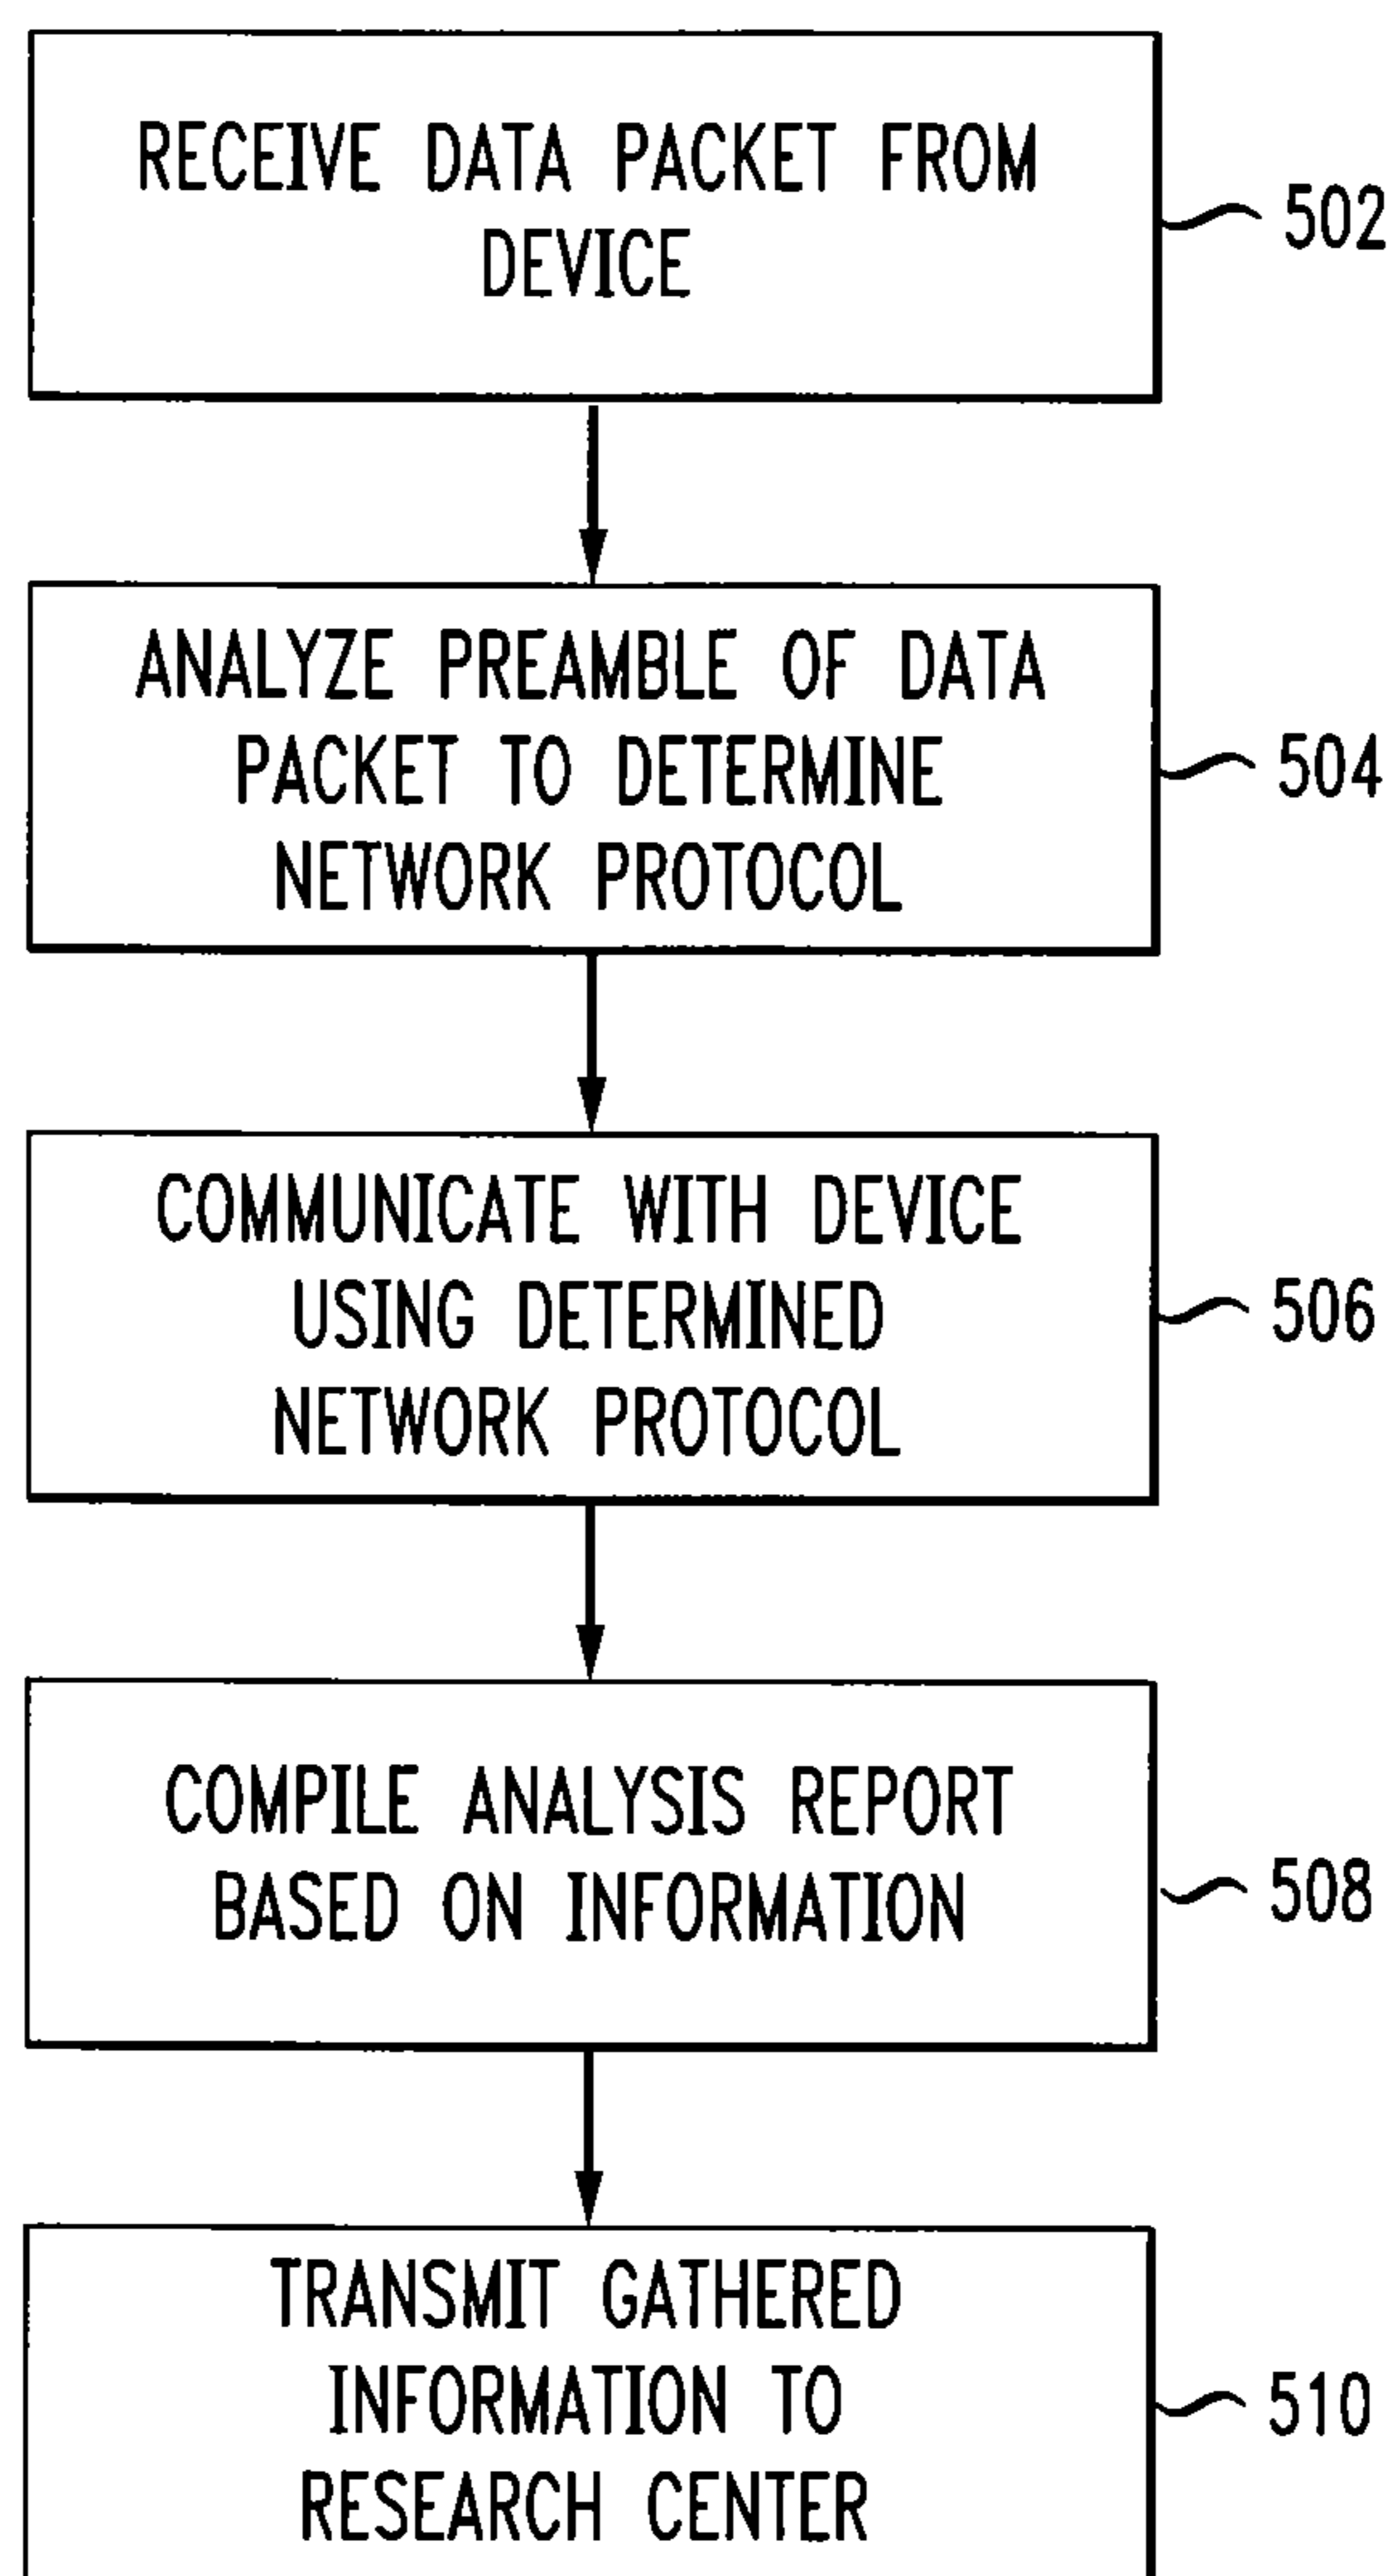 RECEIVE DATA PACKET FROM
DEVICE
502
ANALYZE PREAMBLE OF DATA
PACKET TO DETERMINE
NETWORK PROTOCOL
504
COMMUNICATE WITH DEVICE
USING DETERMINED
NETWORK PROTOCOL
506
COMPILE ANALYSIS REPORT
BASED ON INFORMATION
508
TRANSMIT GATHERED
INFORMATION TO
RESEARCH CENTER
510